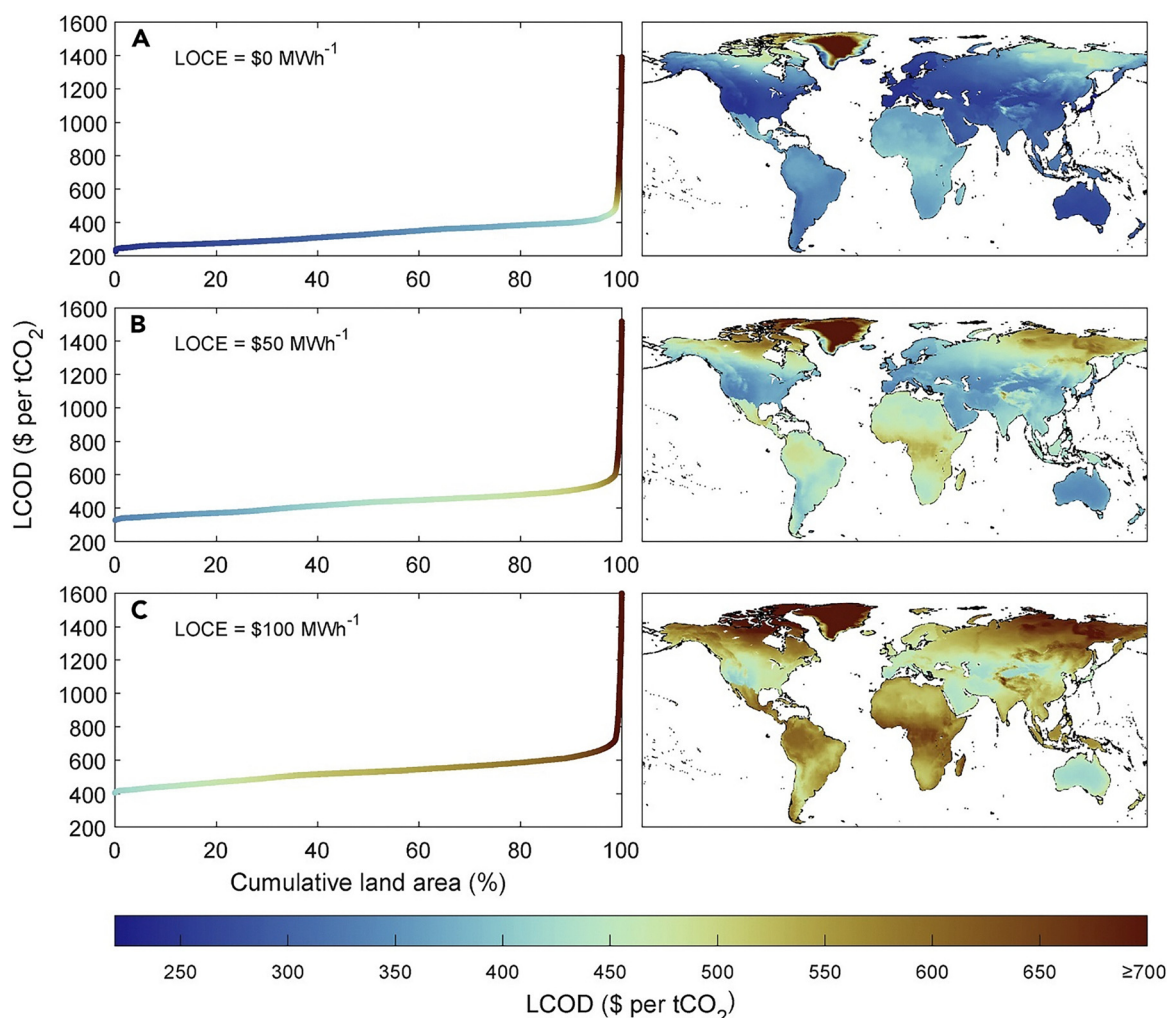 1600
1400
1200
1000
800
600
400
200
A
LOCE = $0 MWh-1
0 20 40 60 80 100
1600
1400
1200
1000
800
600
400
200
B
LOCE = $50 MWh-1
0 20 40 60 80 100
LCOD ($ per tCO2)
1600
1400
1200
1000
800
600
400
200
C
LOCE = $100 MWh-1
0 20 40 60 80 100
Cumulative land area (%)
250 300 350 400 450 500 550 600 650 ≥700
LCOD ($ per tCO2)